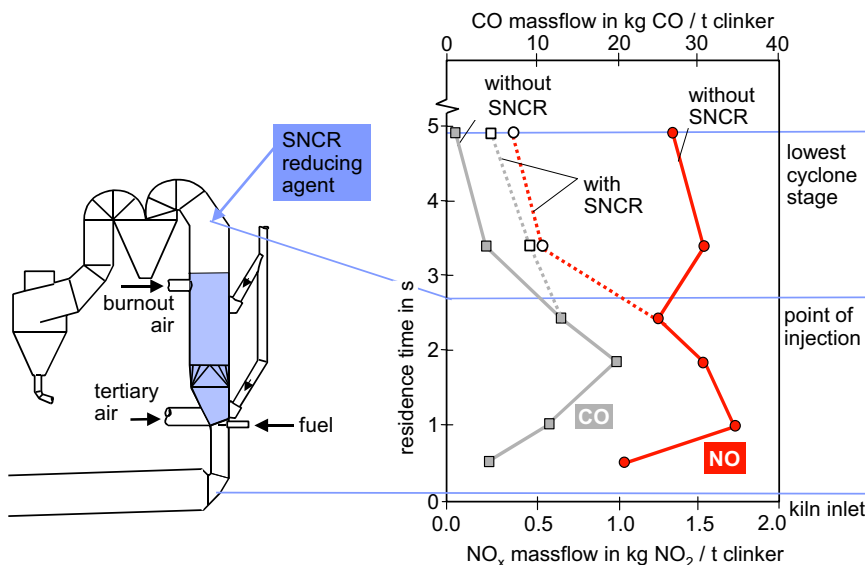 CO massflow in kg CO / t clinker
0 10 20 30 40
without
SNCR
without
SNCR
SNCR
reducing
agent
with
SNCR
lowest
cyclone
stage
burnout
air
point of
injection
tertiary
air
fuel
CO
NO
kiln inlet
residence time in s
5
4
3
2
1
0
0.0 0.5 1.0 1.5 2.0
NOx massflow in kg NO2 / t clinker